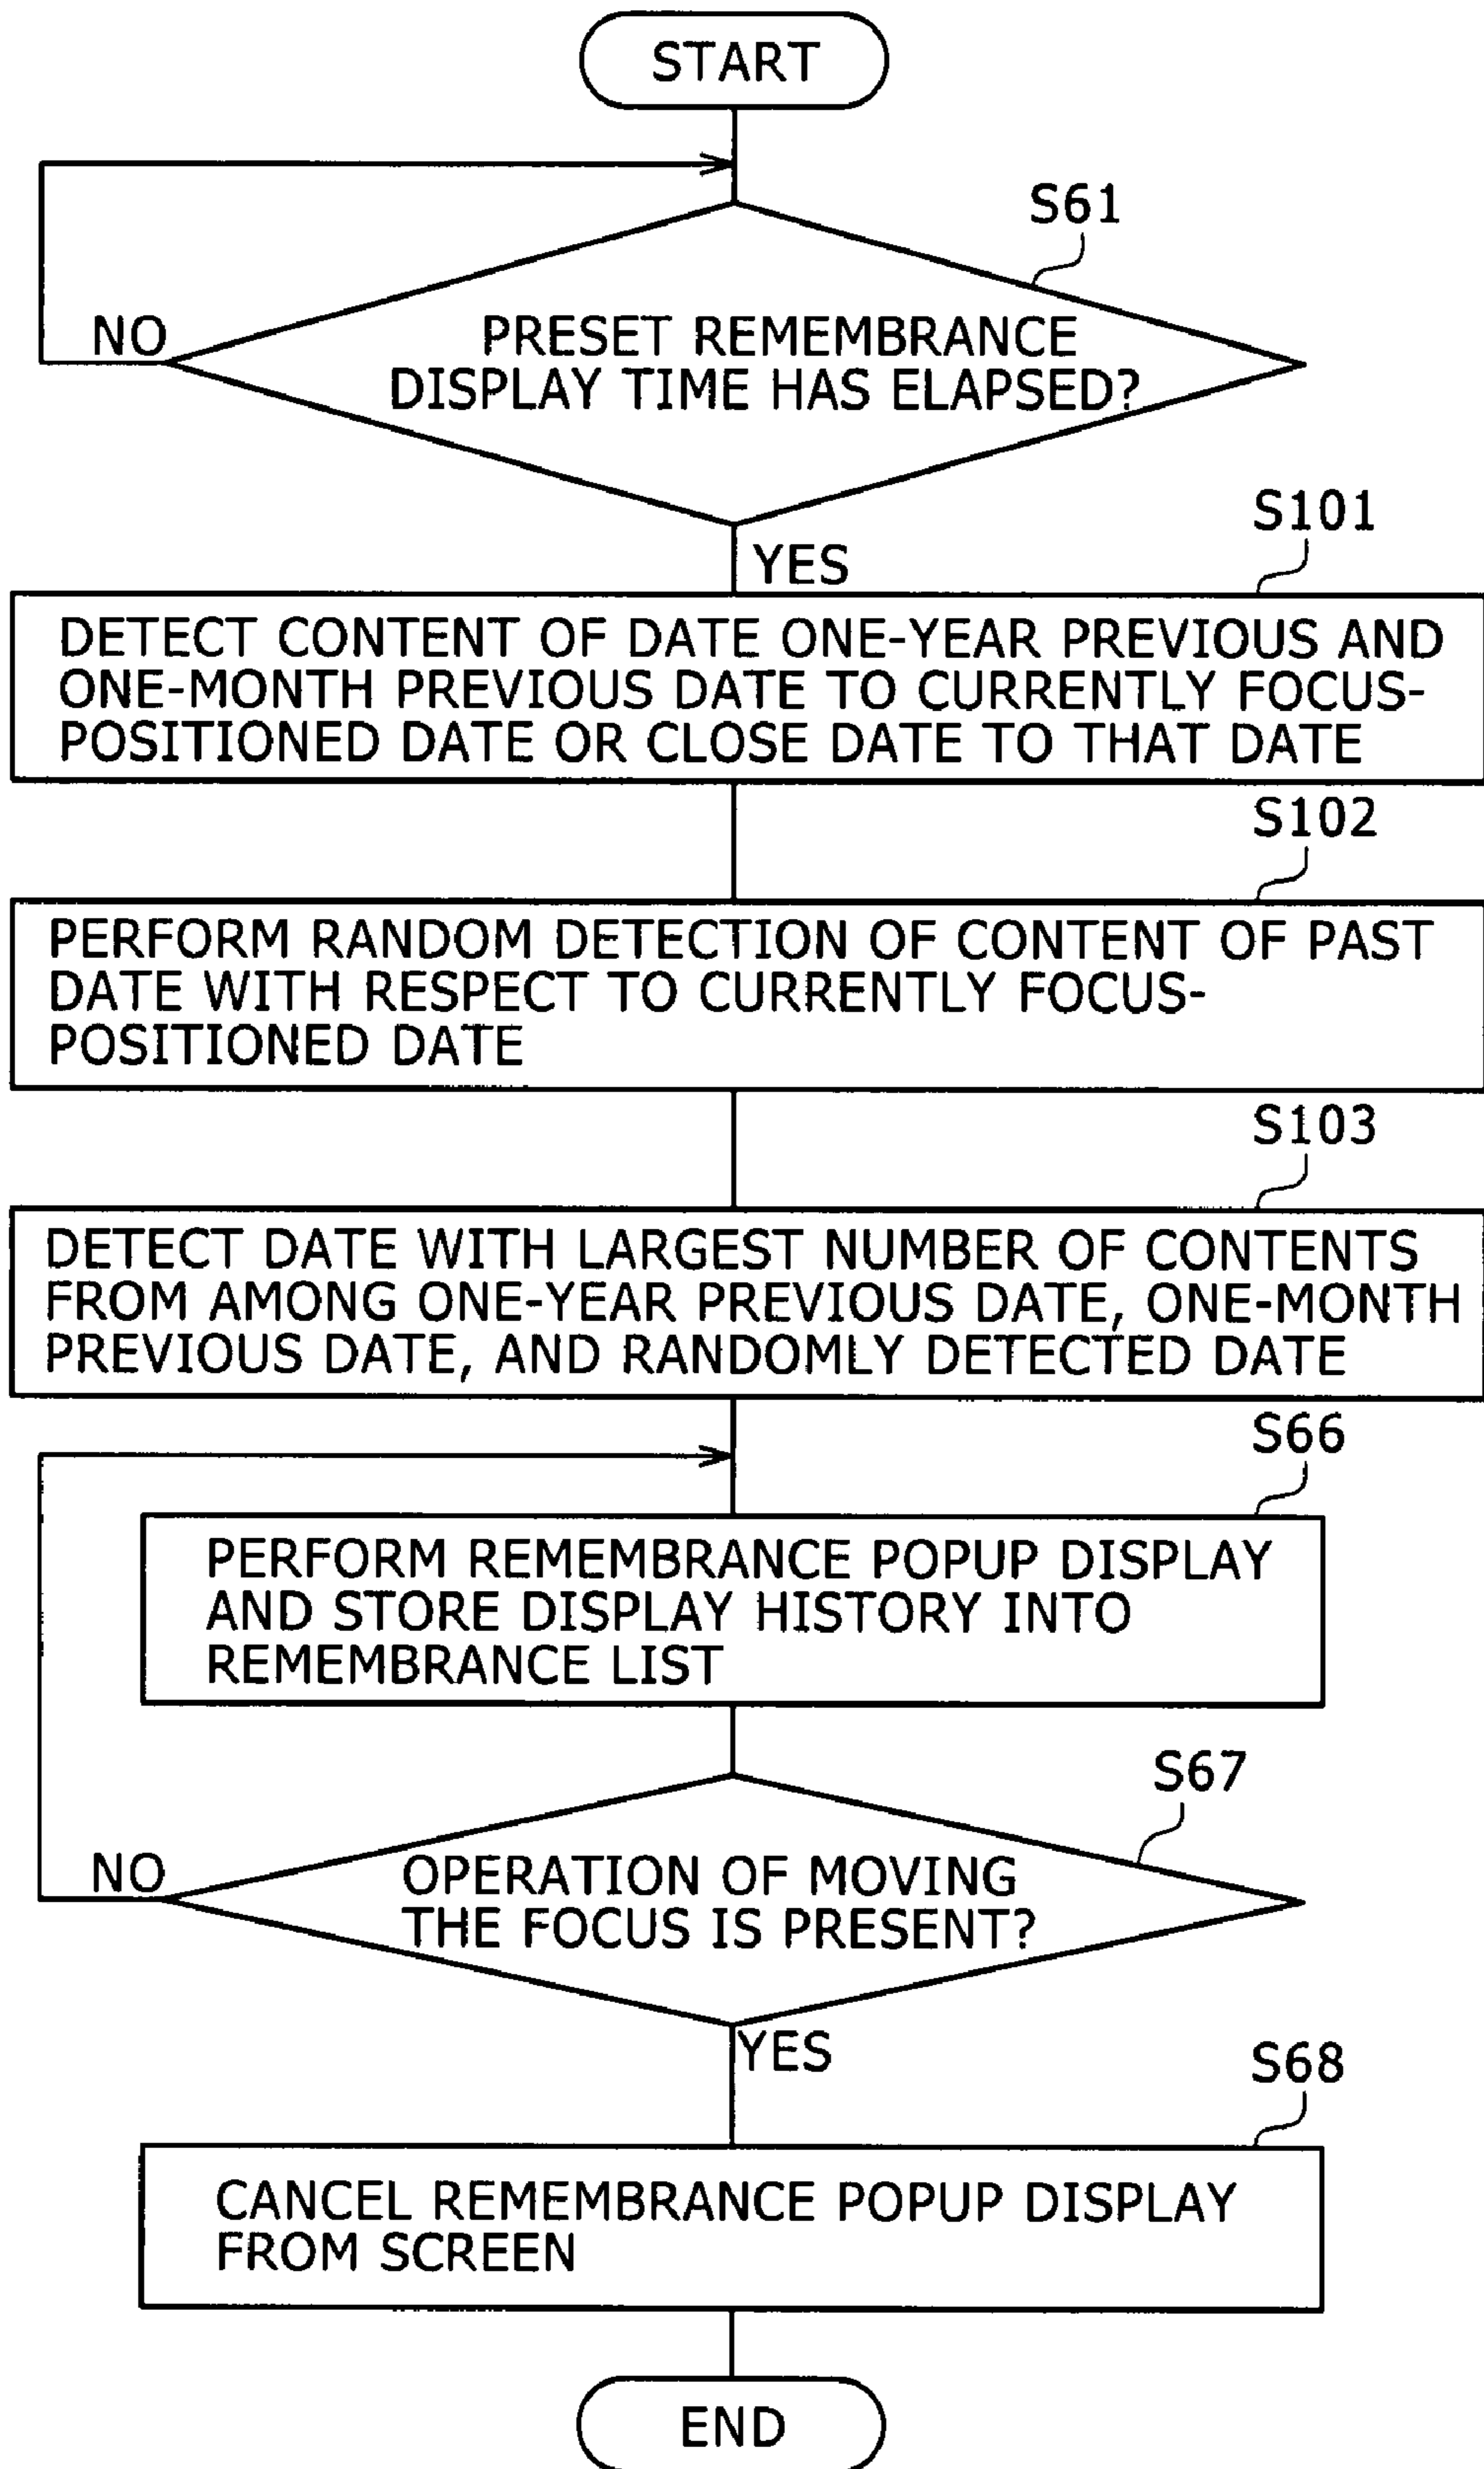 START
S61
NO
PRESET REMEMBRANCE
DISPLAY TIME HAS ELAPSED?
S101
YES
DETECT CONTENT OF DATE ONE-YEAR PREVIOUS AND
ONE-MONTH PREVIOUS DATE TO CURRENTLY FOCUS-
POSITIONED DATE OR CLOSE DATE TO THAT DATE
S102
PERFORM RANDOM DETECTION OF CONTENT OF PAST
DATE WITH RESPECT TO CURRENTLY FOCUS-
POSITIONED DATE
S103
DETECT DATE WITH LARGEST NUMBER OF CONTENTS
FROM AMONG ONE-YEAR PREVIOUS DATE, ONE-MONTH
PREVIOUS DATE, AND RANDOMLY DETECTED DATE
S66
PERFORM REMEMBRANCE POPUP DISPLAY
AND STORE DISPLAY HISTORY INTO
REMEMBRANCE LIST
S67
NO
OPERATION OF MOVING
THE FOCUS IS PRESENT?
YES
S68
CANCEL REMEMBRANCE POPUP DISPLAY
FROM SCREEN
END